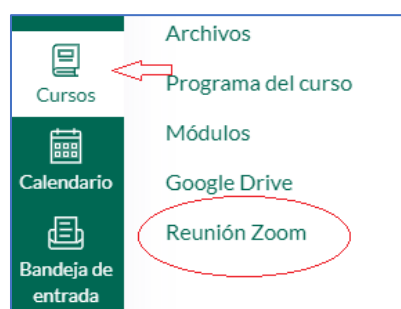 Cursos
Calendario
Bandeja de
entrada
Archivos
Programa del curso
Módulos
Google Drive
Reunión Zoom